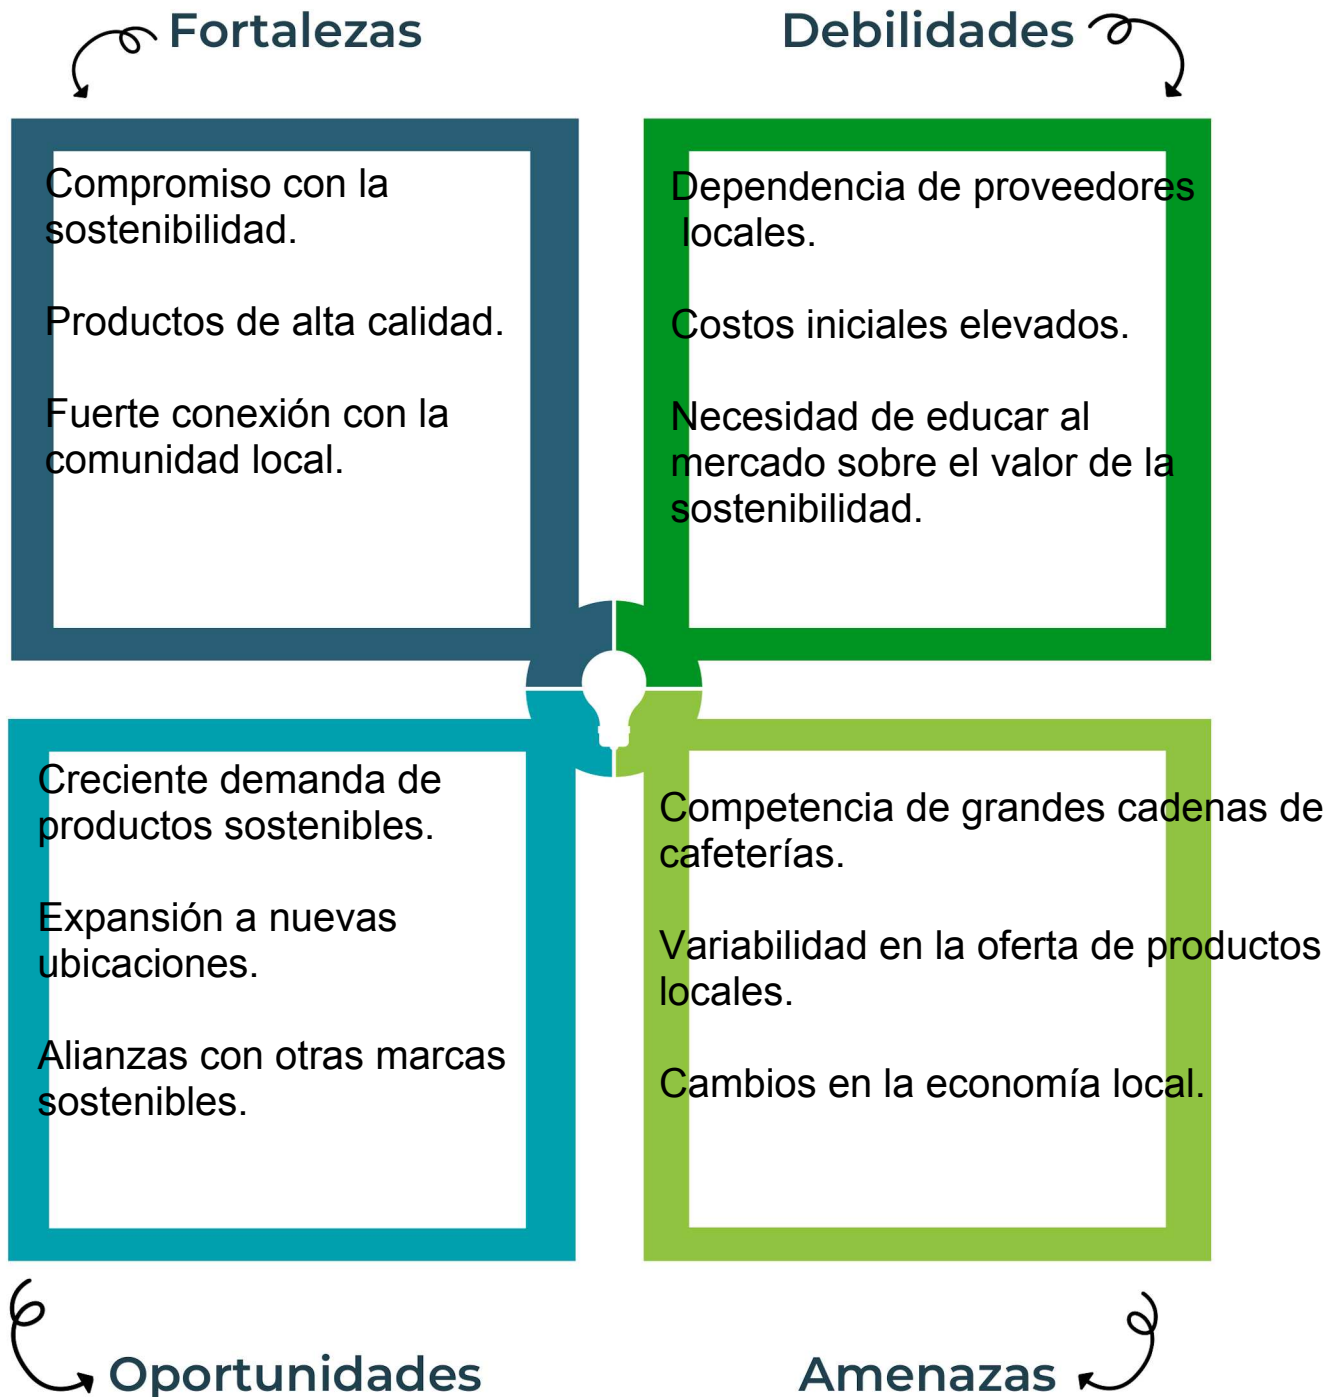 Fortalezas
Compromiso con la
sostenibilidad.
Productos de alta calidad.
Fuerte conexión con la
comunidad local.
Debilidades
Dependencia de proveedores
locales.
Costos iniciales elevados.
Necesidad de educar al
mercado sobre el valor de la
sostenibilidad.
Creciente demanda de
productos sostenibles.
Expansión a nuevas
ubicaciones.
Alianzas con otras marcas
sostenibles.
Oportunidades
Competencia de grandes cadenas de
cafeterías.
Variabilidad en la oferta de productos
locales.
Cambios en la economía local.
Amenazas